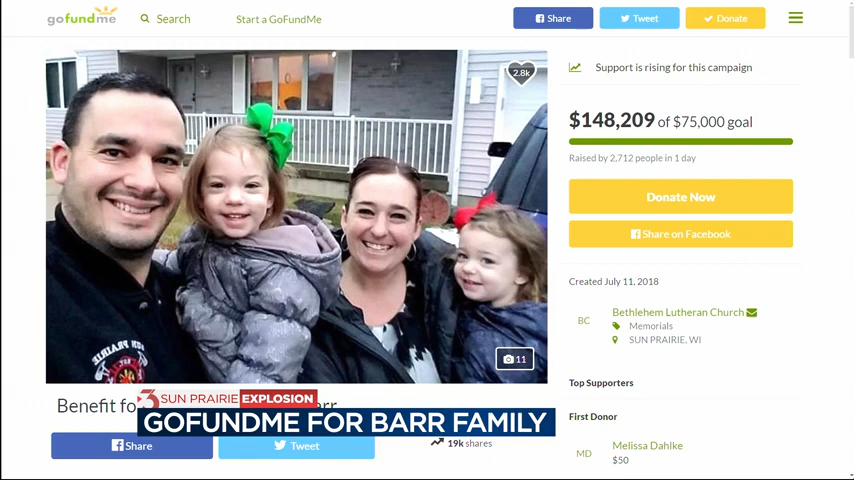 gofundme
Search
Start a GoFundMe
Share
Tweet
Donate
2.8k
Support is rising for this campaign
$148,209 of $75,000 goal
Raised by 2,712 people in 1 day
Donate Now
Share on Facebook
Created July 11, 2018
BC
Bethlehem Lutheran Church
Memorials
SUN PRAIRIE, WI
Top Supporters
First Donor
MD
Melissa Dahlke
$50
SUN PRAIRIE
11
Benefit fo
arr
3 SUN PRAIRIE EXPLOSION
GOFUNDME FOR BARR FAMILY
Share
Tweet
19k shares